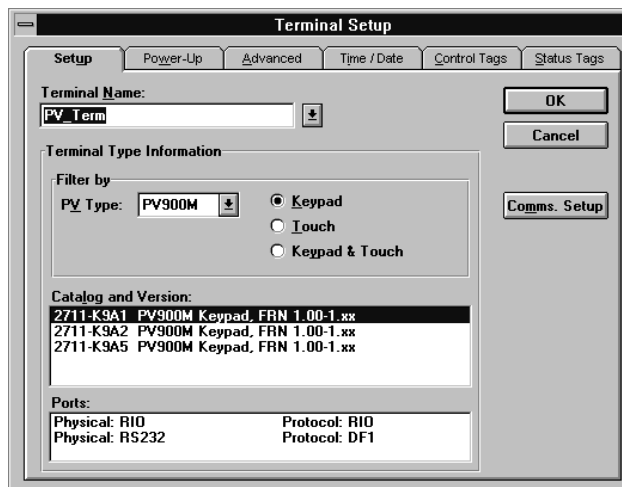 Terminal Setup
Setup Power-Up Advanced Time / Date Control Tags Status Tags
Terminal Name:
PV_Term
OK
Cancel
Terminal Type Information
Filter by
PV Type: PV900M
Keypad
Touch
Keypad & Touch
Comms. Setup
Catalog and Version:
2711-K9A1 PV900M Keypad, FRN 1.00-1.xx
2711-K9A2 PV900M Keypad, FRN 1.00-1.xx
2711-K9A5 PV900M Keypad, FRN 1.00-1.xx
Ports:
Physical: RIO Protocol: RIO
Physical: RS232 Protocol: DF1